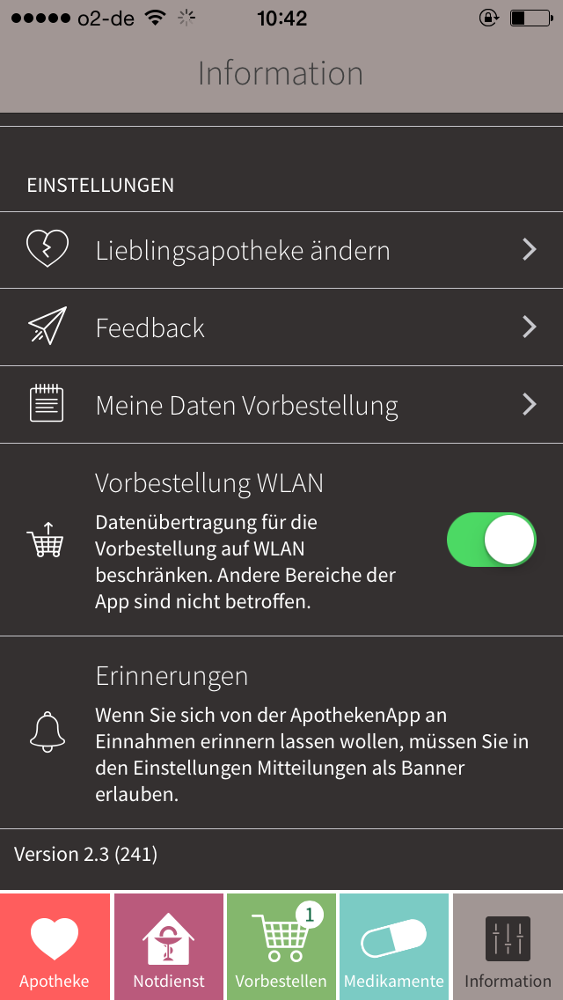 o2-de 10:42
Information
EINSTELLUNGEN
Lieblingsapotheke ändern
Feedback
Meine Daten Vorbestellung
Vorbestellung WLAN
Datenübertragung für die
Vorbestellung auf WLAN
beschränken. Andere Bereiche der
App sind nicht betroffen.
Erinnerungen
Wenn Sie sich von der ApothekenApp an
Einnahmen erinnern lassen wollen, müssen Sie in
den Einstellungen Mitteilungen als Banner
erlauben.
Version 2.3 (241)
1
Apotheke Notdienst Vorbestellen Medikamente Information